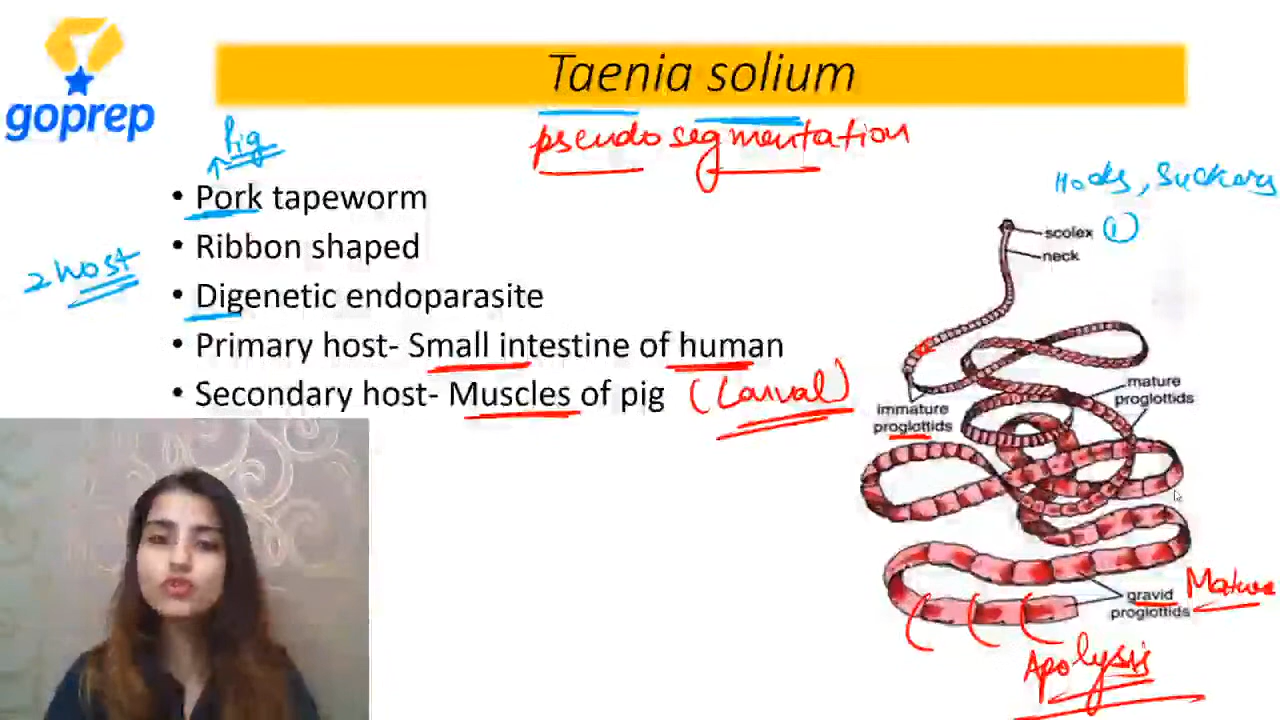 goprep
Taenia solium
pseudo segmentation
Pig
• Pork tapeworm
• Ribbon shaped
2 host
• Digenetic endoparasite
• Primary host- Small intestine of human
• Secondary host- Muscles of pig (Larval)
Hooks, Suckers
scolex 1
neck
mature
proglottids
immature
proglottids
gravid
proglottids
Mature
Apolysis